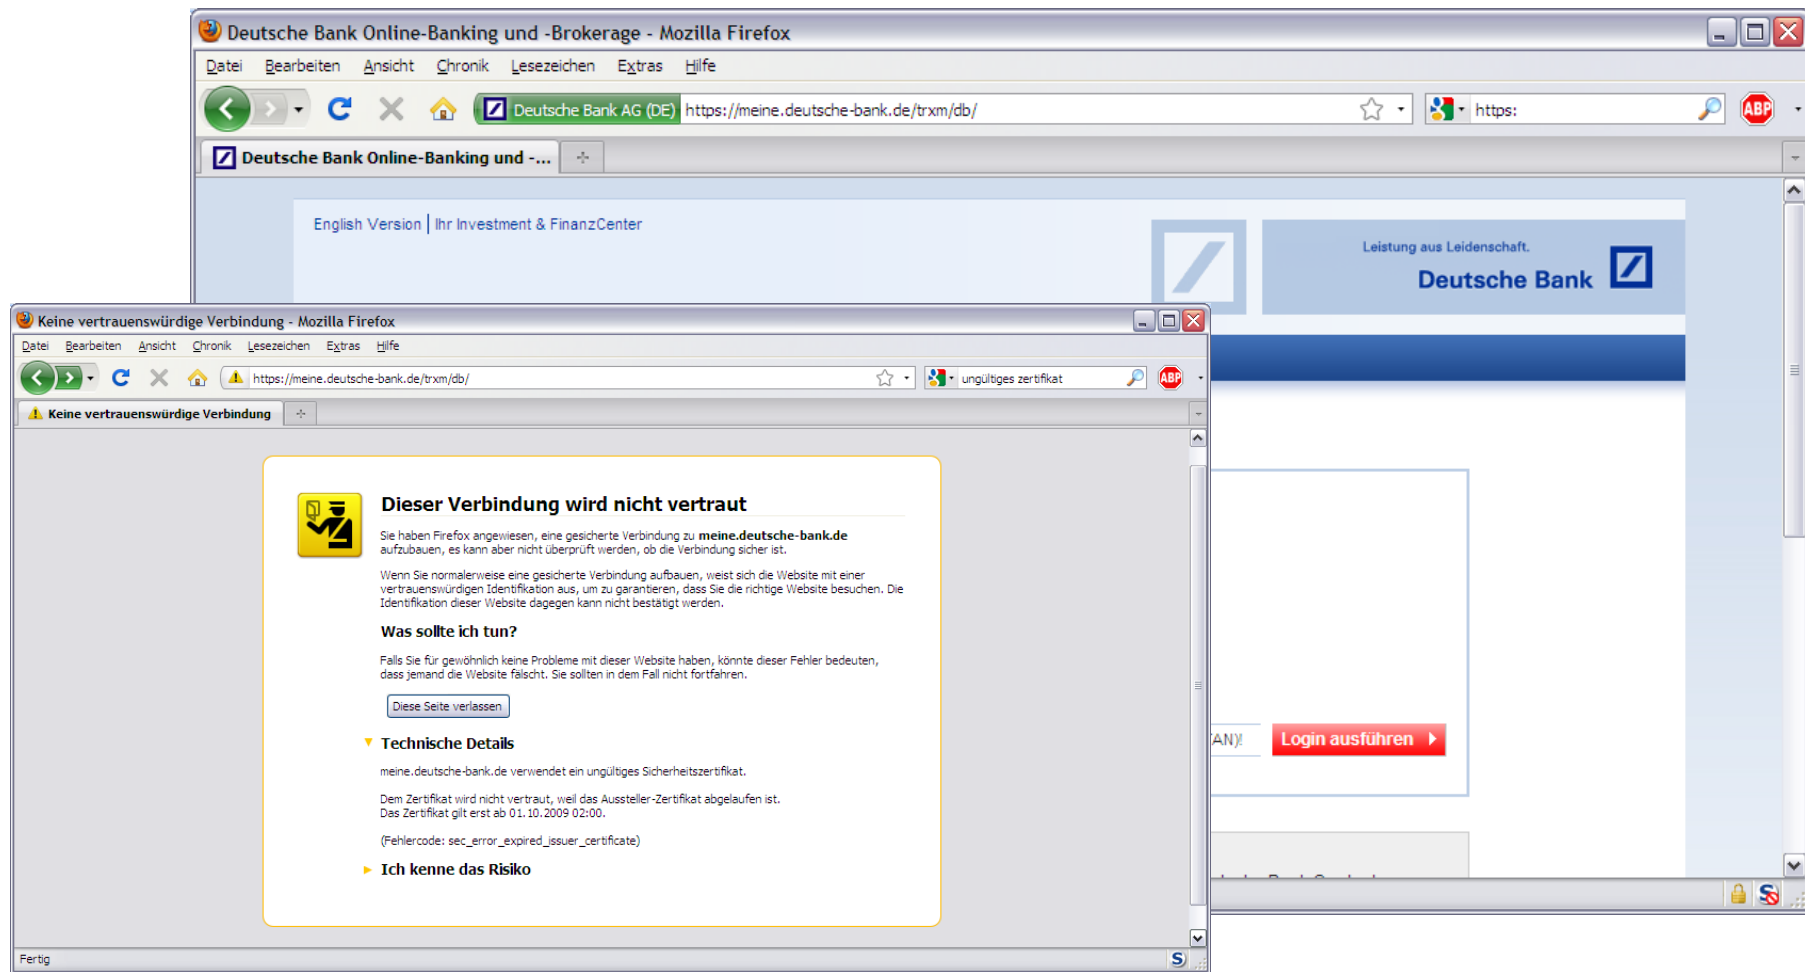 Deutsche Bank Online-Banking und -Brokerage - Mozilla Firefox
Datei Bearbeiten Ansicht Chronik Lesezeichen Extras Hilfe
Deutsche Bank AG (DE) https://meine.deutsche-bank.de/trxm/db/ https: ABP
Deutsche Bank Online-Banking und -...
English Version | Ihr Investment & FinanzCenter
Leistung aus Leidenschaft.
Deutsche Bank
Keine vertrauenswürdige Verbindung - Mozilla Firefox
Datei Bearbeiten Ansicht Chronik Lesezeichen Extras Hilfe
https://meine.deutsche-bank.de/trxm/db/ ungültiges zertifikat ABP
Keine vertrauenswürdige Verbindung
Dieser Verbindung wird nicht vertraut
Sie haben Firefox angewiesen, eine gesicherte Verbindung zu meine.deutsche-bank.de
aufzubauen, es kann aber nicht überprüft werden, ob die Verbindung sicher ist.
Wenn Sie normalerweise eine gesicherte Verbindung aufbauen, weist sich die Website mit einer
vertrauenswürdigen Identifikation aus, um zu garantieren, dass Sie die richtige Website besuchen. Die
Identifikation dieser Website dagegen kann nicht bestätigt werden.
Was sollte ich tun?
Falls Sie für gewöhnlich keine Probleme mit dieser Website haben, könnte dieser Fehler bedeuten,
dass jemand die Website fälscht. Sie sollten in dem Fall nicht fortfahren.
Diese Seite verlassen
Technische Details
meine.deutsche-bank.de verwendet ein ungültiges Sicherheitszertifikat.
Dem Zertifikat wird nicht vertraut, weil das Aussteller-Zertifikat abgelaufen ist.
Das Zertifikat gilt erst ab 01.10.2009 02:00.
(Fehlercode: sec_error_expired_issuer_certificate)
Ich kenne das Risiko
Fertig
TAN)!
Login ausführen